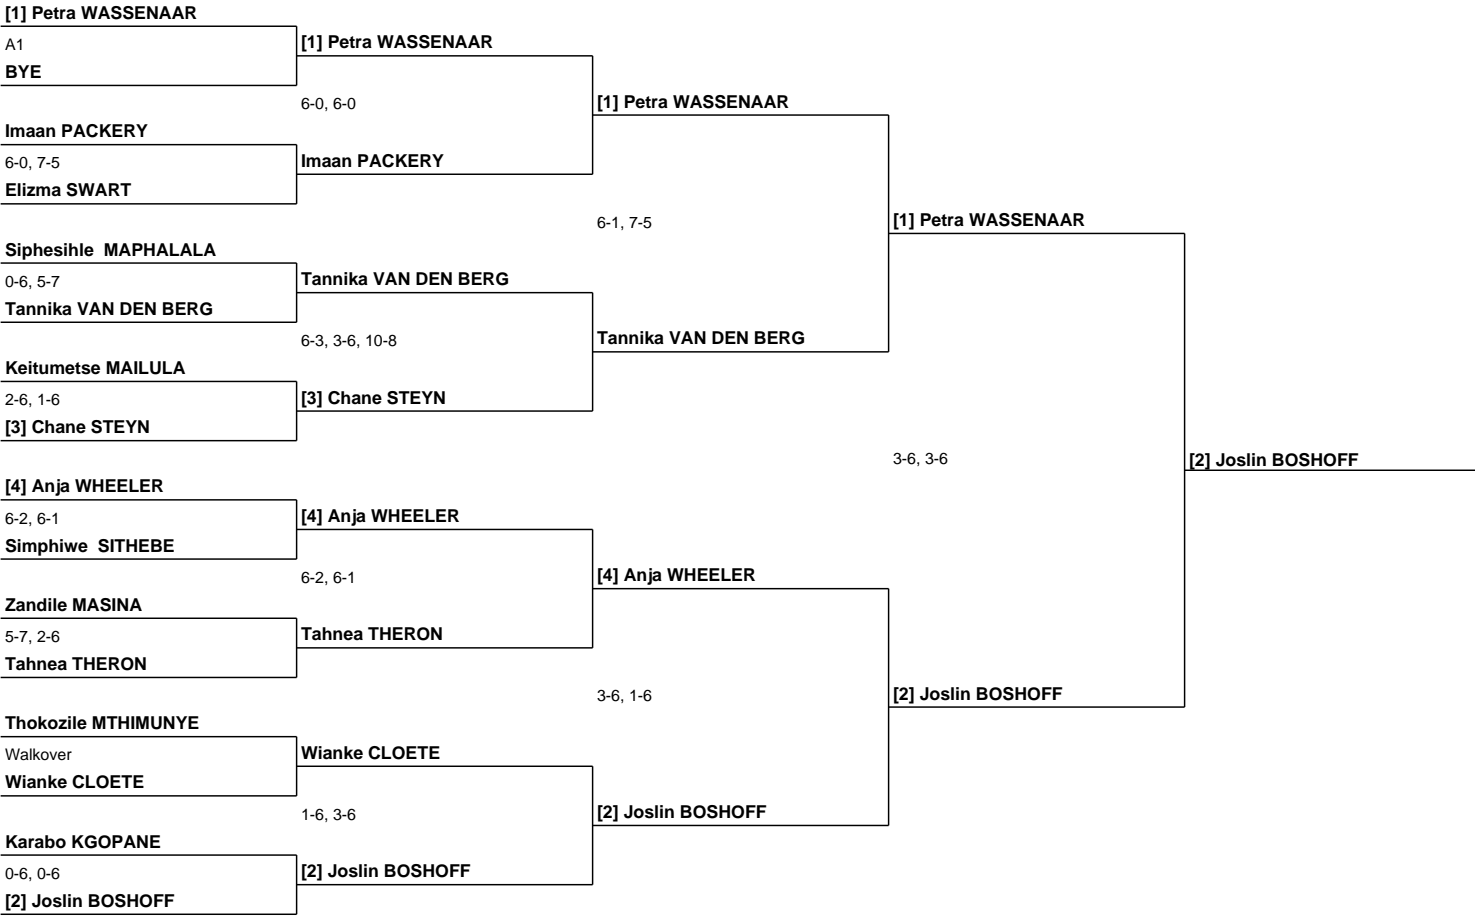 [1] Petra WASSENAAR
A1
BYE
Imaan PACKERY
6-0, 7-5
Elizma SWART
Siphesihle  MAPHALALA
0-6, 5-7
Tannika VAN DEN BERG
Keitumetse MAILULA
2-6, 1-6
[3] Chane STEYN
[4] Anja WHEELER
6-2, 6-1
Simphiwe  SITHEBE
Zandile MASINA
5-7, 2-6
Tahnea THERON
Thokozile MTHIMUNYE
Walkover
Wianke CLOETE
Karabo KGOPANE
0-6, 0-6
[2] Joslin BOSHOFF
[1] Petra WASSENAAR
6-0, 6-0
Imaan PACKERY
Tannika VAN DEN BERG
6-3, 3-6, 10-8
[3] Chane STEYN
[4] Anja WHEELER
6-2, 6-1
Tahnea THERON
Wianke CLOETE
1-6, 3-6
[2] Joslin BOSHOFF
[1] Petra WASSENAAR
6-1, 7-5
Tannika VAN DEN BERG
[4] Anja WHEELER
3-6, 1-6
[2] Joslin BOSHOFF
[1] Petra WASSENAAR
3-6, 3-6
[2] Joslin BOSHOFF
[2] Joslin BOSHOFF